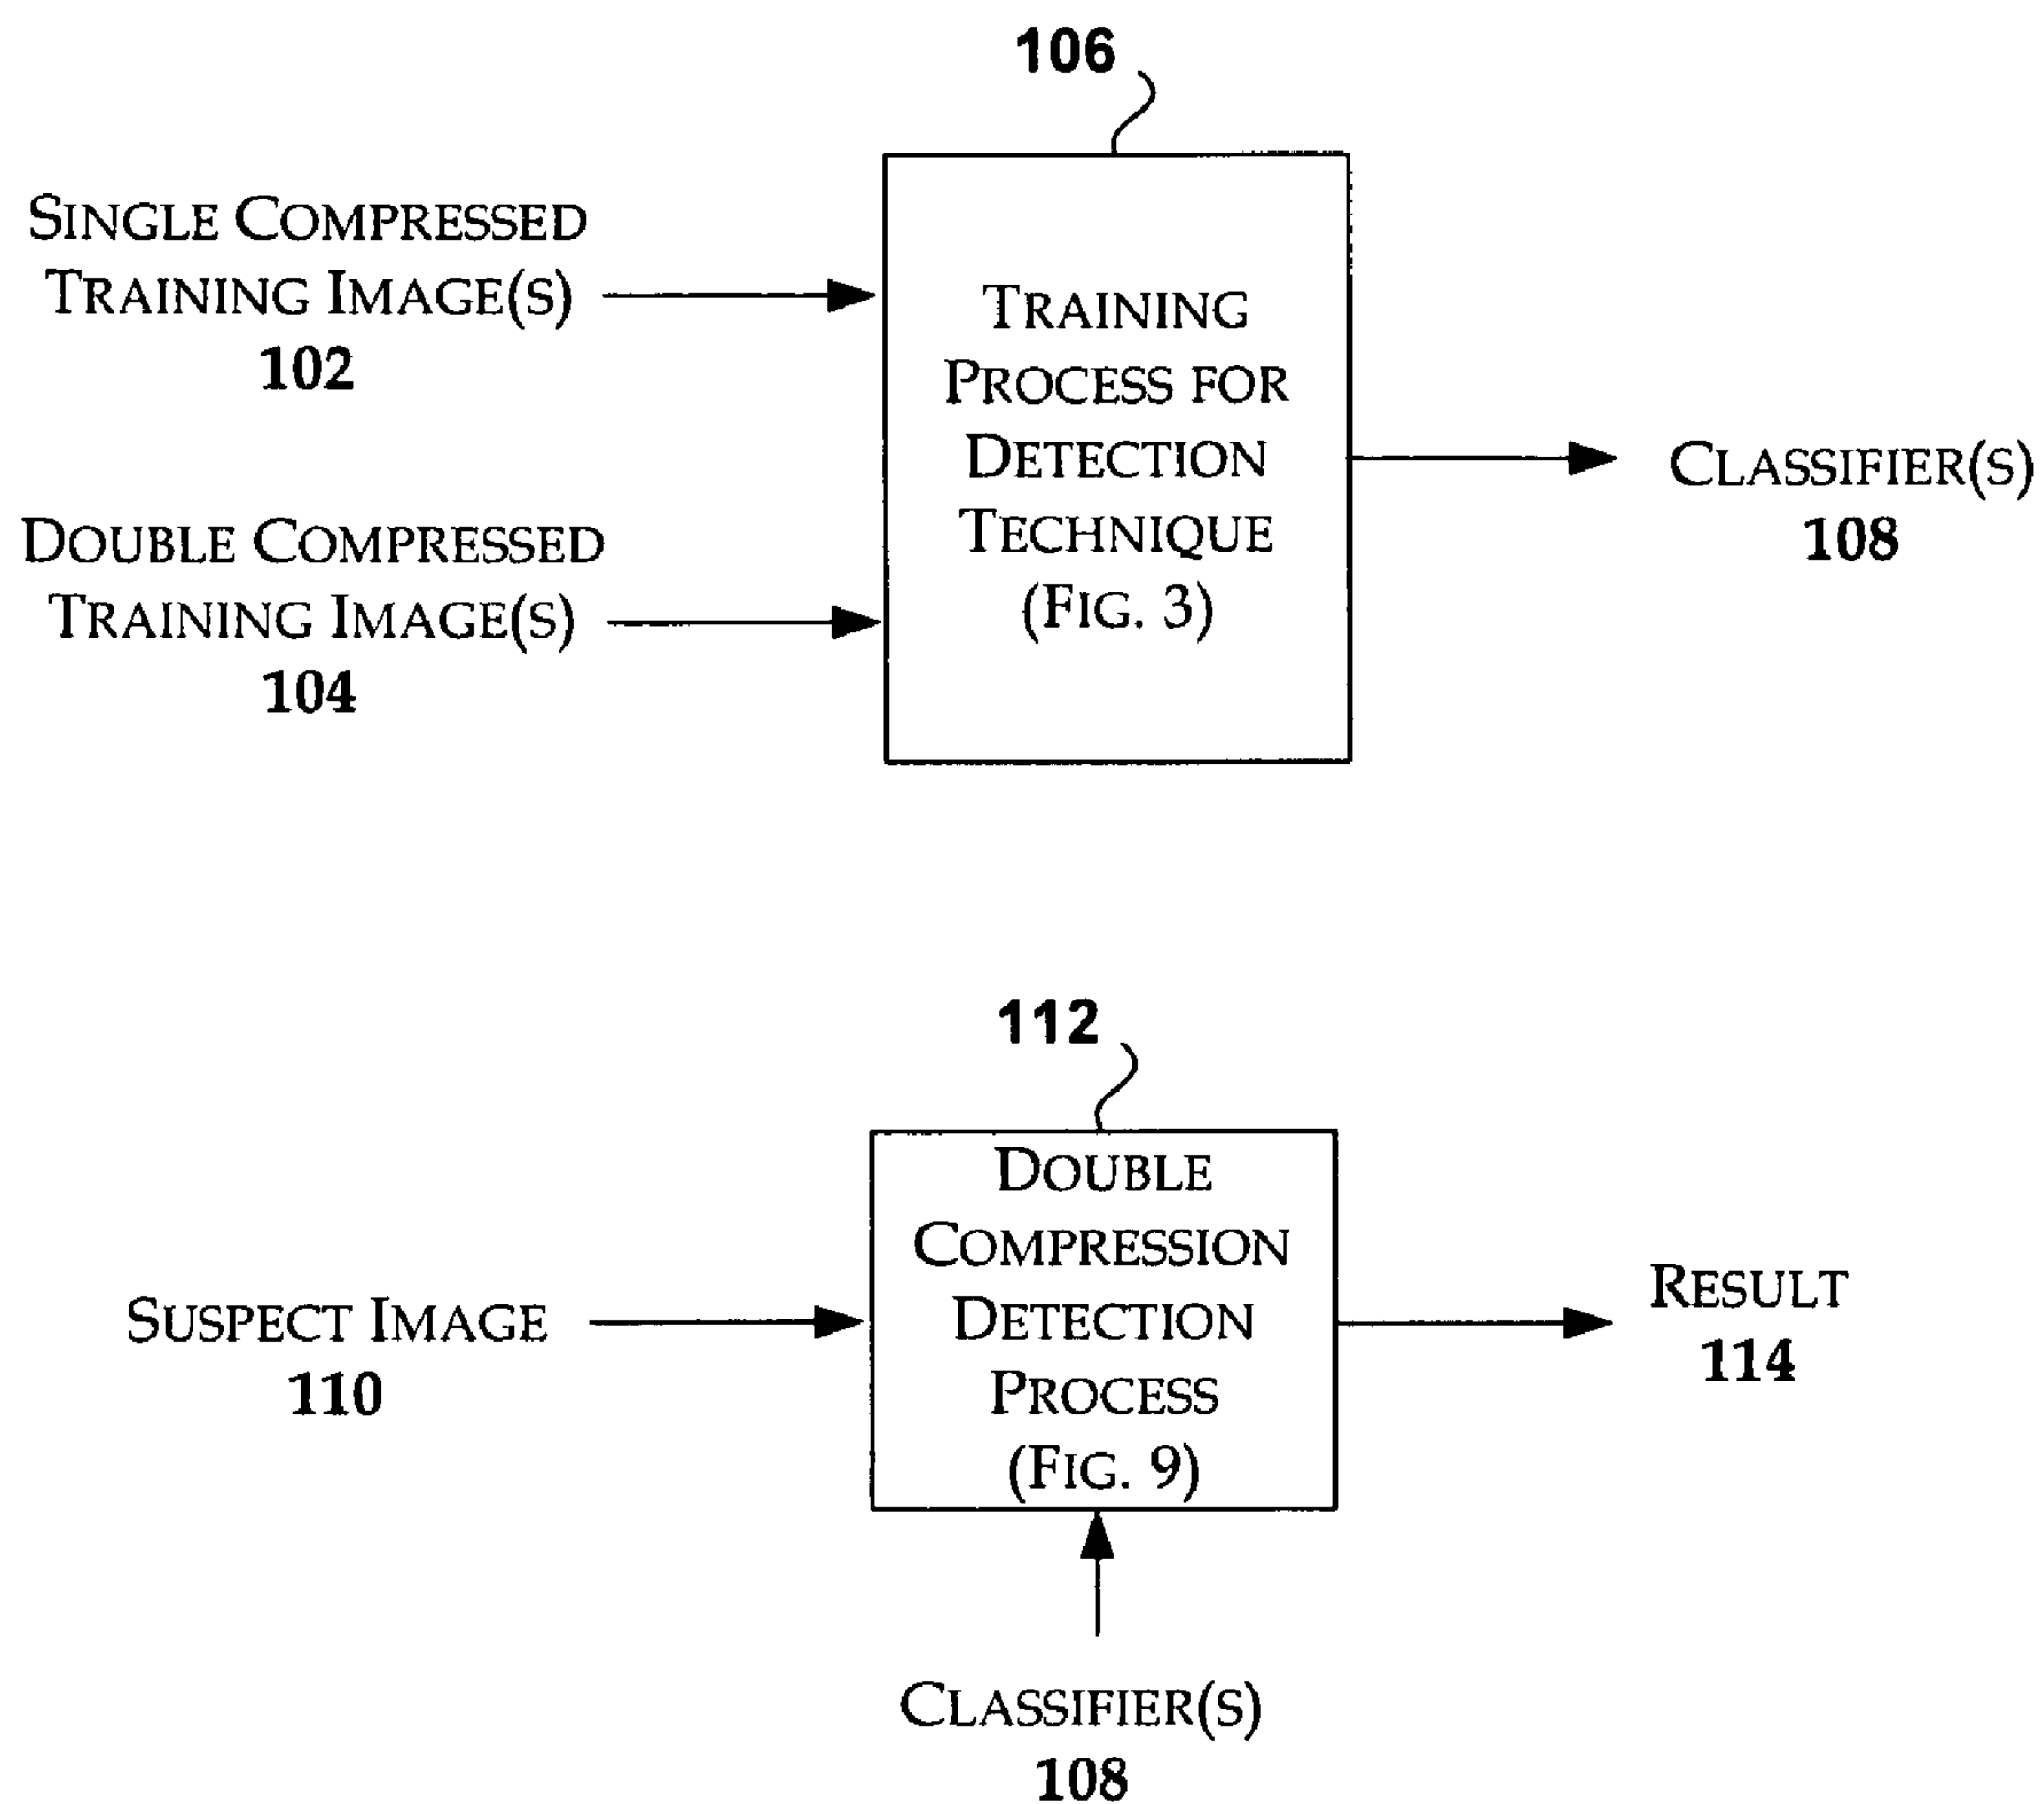 106
SINGLE COMPRESSED
TRAINING IMAGE(S)
102
DOUBLE COMPRESSED
TRAINING IMAGE(S)
104
TRAINING
PROCESS FOR
DETECTION
TECHNIQUE
(FIG. 3)
CLASSIFIER(S)
108
112
SUSPECT IMAGE
110
DOUBLE
COMPRESSION
DETECTION
PROCESS
(FIG. 9)
RESULT
114
CLASSIFIER(S)
108